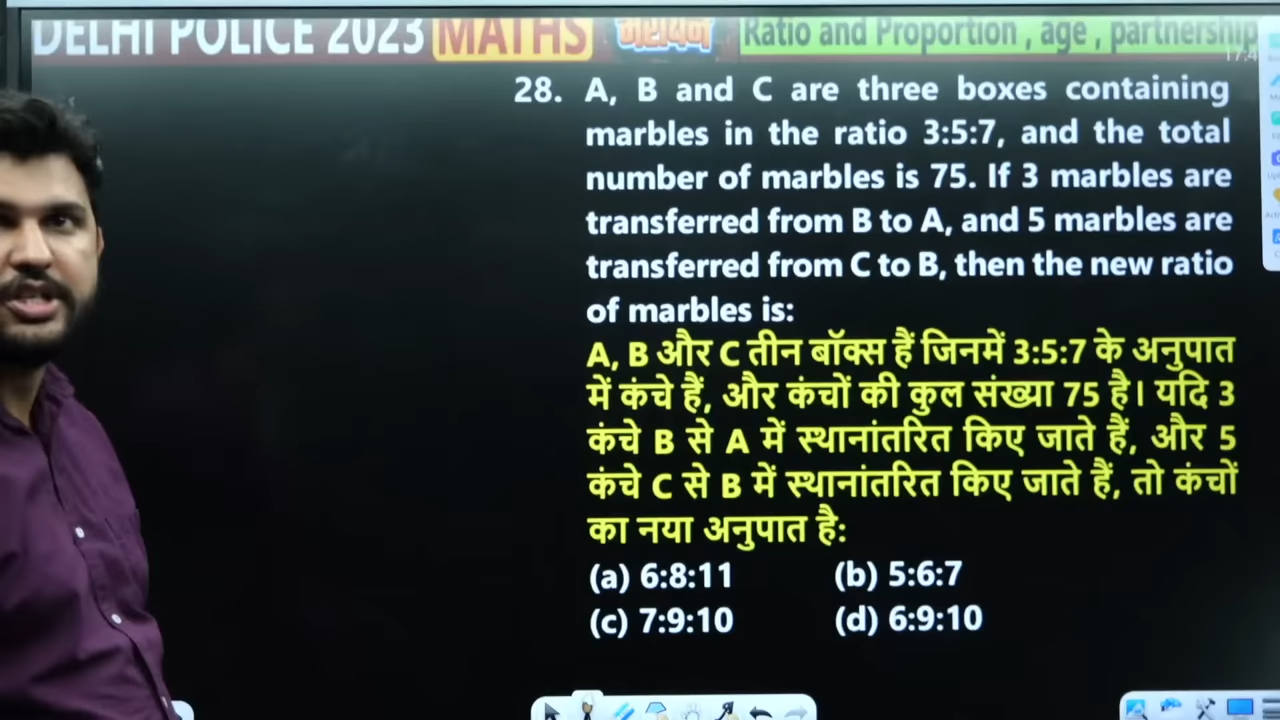 DELHI POLICE 2023 MATHS Ratio and Proportion , age , partnership
28. A, B and C are three boxes containing
marbles in the ratio 3:5:7, and the total
number of marbles is 75. If 3 marbles are
transferred from B to A, and 5 marbles are
transferred from C to B, then the new ratio
of marbles is:
A, B और C तीन बॉक्स हैं जिनमें 3:5:7 के अनुपात
में कंचे हैं, और कंचों की कुल संख्या 75 है। यदि 3
कंचे B से A में स्थानांतरित किए जाते हैं, और 5
कंचे C से B में स्थानांतरित किए जाते हैं, तो कंचों
का नया अनुपात है:
(a) 6:8:11 (b) 5:6:7
(c) 7:9:10 (d) 6:9:10